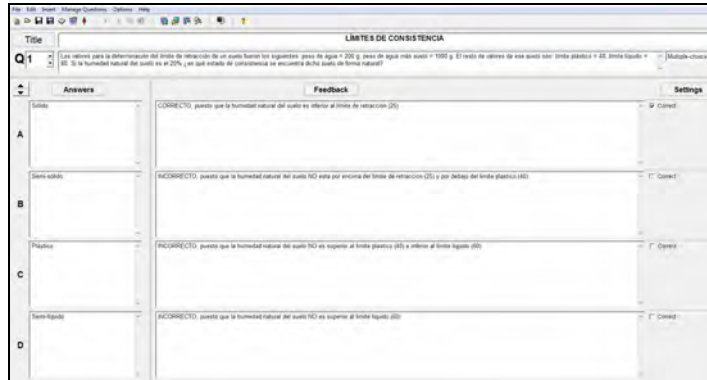 File Edit Insert Manage Questions Options Help
Title LÍMITES DE CONSISTENCIA
Q 1 Los valores para la determinación del límite de retracción de un suelo fueron los siguientes: peso de agua = 200 g, peso de agua más suelo = 1000 g. El resto de valores de ese suelo son: límite plástico = 40, límite líquido =
60. Si la humedad natural del suelo es el 20% ¿en qué estado de consistencia se encuentra dicho suelo de forma natural?
Multiple-choice
Answers Feedback Settings
A Sólido CORRECTO, puesto que la humedad natural del suelo es inferior al límite de retracción (25) Correct
B Semi-sólido INCORRECTO, puesto que la humedad natural del suelo NO esta por encima del límite de retracción (25) y por debajo del límite plástico (40) Correct
C Plástico INCORRECTO, puesto que la humedad natural del suelo NO es superior al límite plástico (40) e inferior al límite líquido (60) Correct
D Semi-líquido INCORRECTO, puesto que la humedad natural del suelo NO es superior al límite líquido (60) Correct